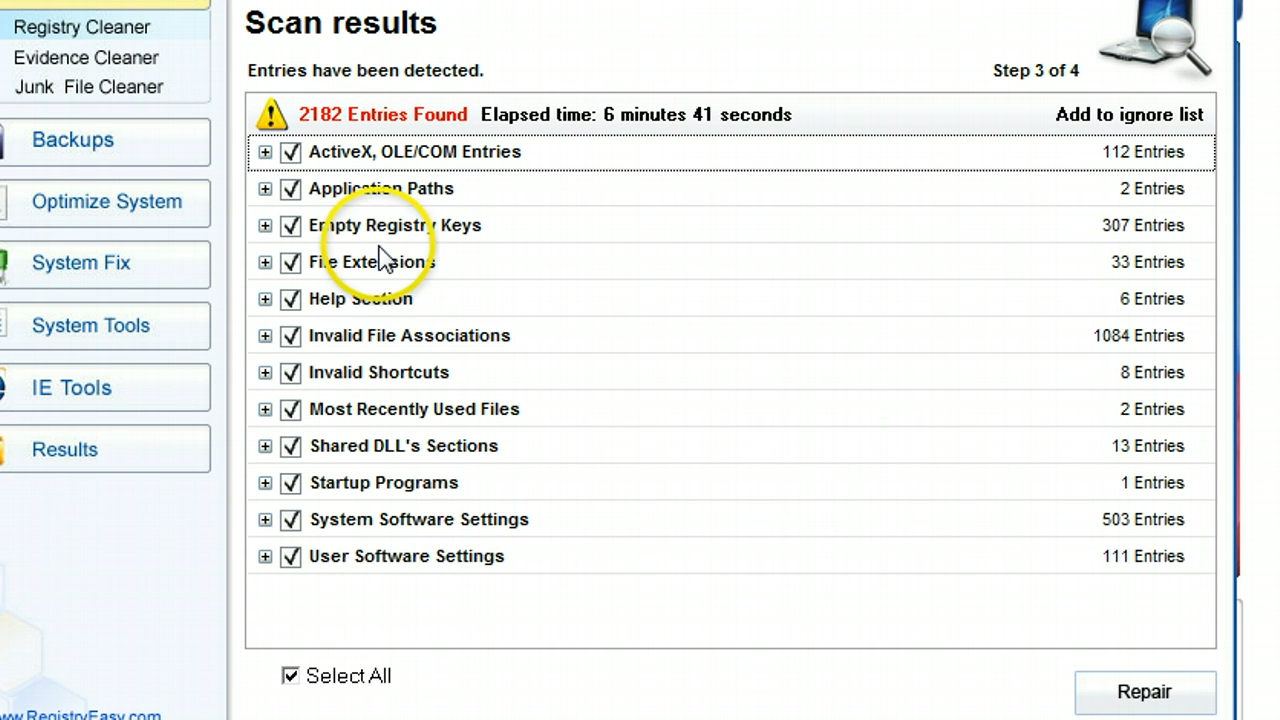 Registry Cleaner
Evidence Cleaner
Junk File Cleaner
Backups
Optimize System
System Fix
System Tools
IE Tools
Results
Scan results
Entries have been detected.
Step 3 of 4
2182 Entries Found Elapsed time: 6 minutes 41 seconds Add to ignore list
ActiveX, OLE/COM Entries 112 Entries
Application Paths 2 Entries
Empty Registry Keys 307 Entries
File Extensions 33 Entries
Help Section 6 Entries
Invalid File Associations 1084 Entries
Invalid Shortcuts 8 Entries
Most Recently Used Files 2 Entries
Shared DLL's Sections 13 Entries
Startup Programs 1 Entries
System Software Settings 503 Entries
User Software Settings 111 Entries
Select All
Repair
ww.RegistryEasy.com